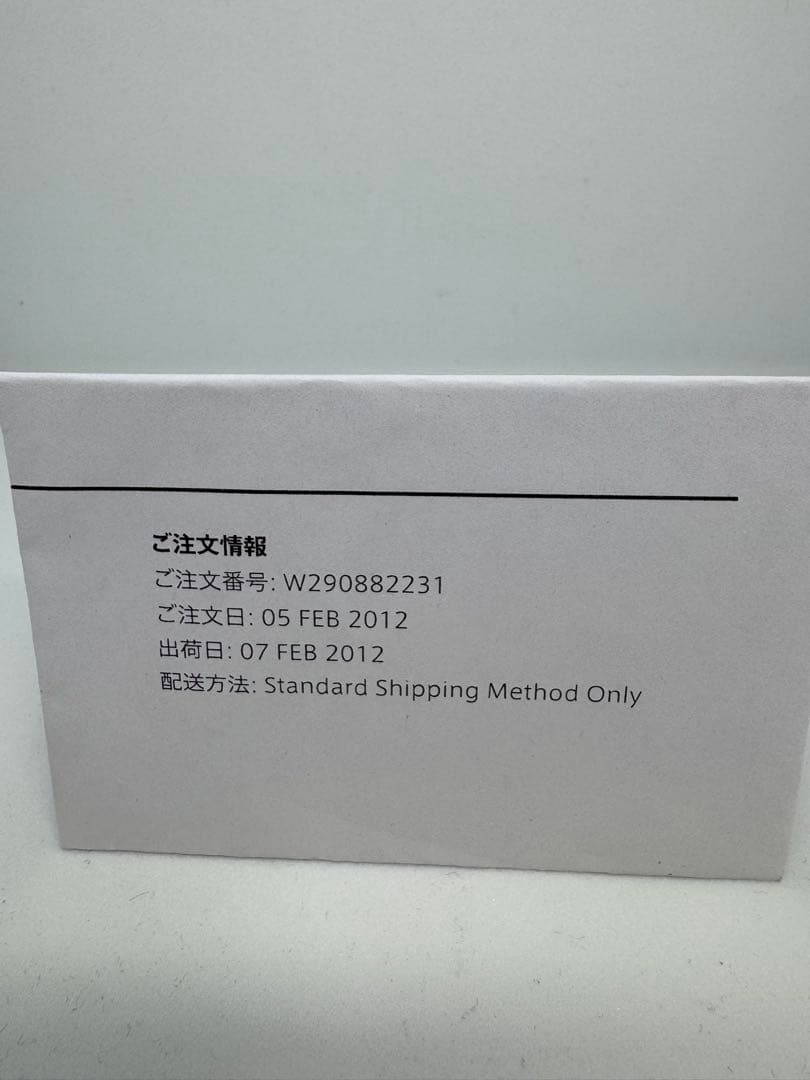 ご注文情報
ご注文番号: W290882231
ご注文日: 05 FEB 2012
出荷日: 07 FEB 2012
配送方法: Standard Shipping Method Only